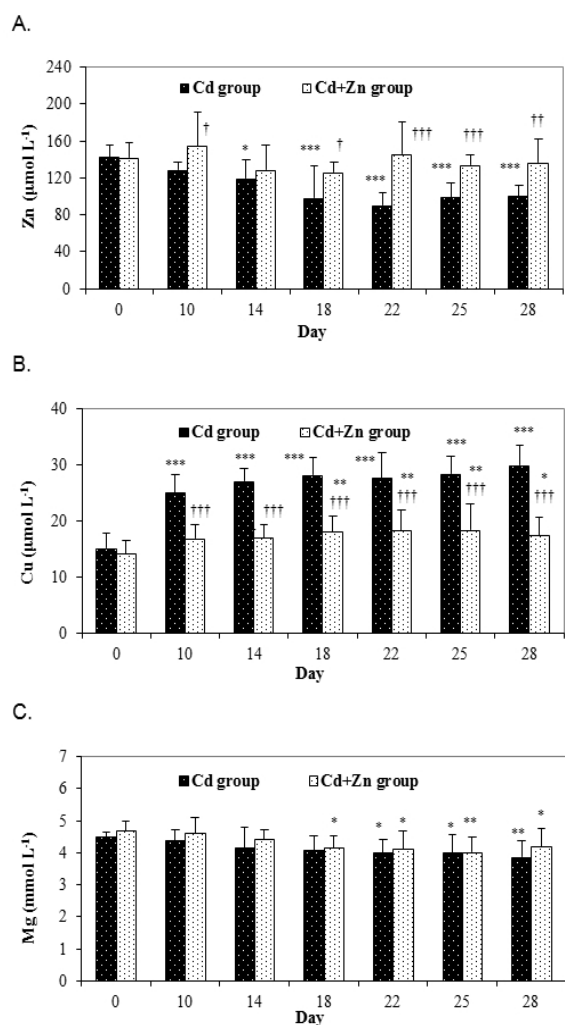 A.
240
200
160
120
80
40
0
Zn (µmol L⁻¹)
Cd group Cd+Zn group
† * *** † *** ††† *** ††† *** ††
0 10 14 18 22 25 28
Day
B.
40
30
20
10
0
Cu (µmol L⁻¹)
Cd group Cd+Zn group
*** ††† *** ††† *** ** ††† *** ** ††† *** ** ††† *** * †††
0 10 14 18 22 25 28
Day
C.
7
6
5
4
3
2
1
0
Mg (mmol L⁻¹)
Cd group Cd+Zn group
* * * * ** ** *
0 10 14 18 22 25 28
Day